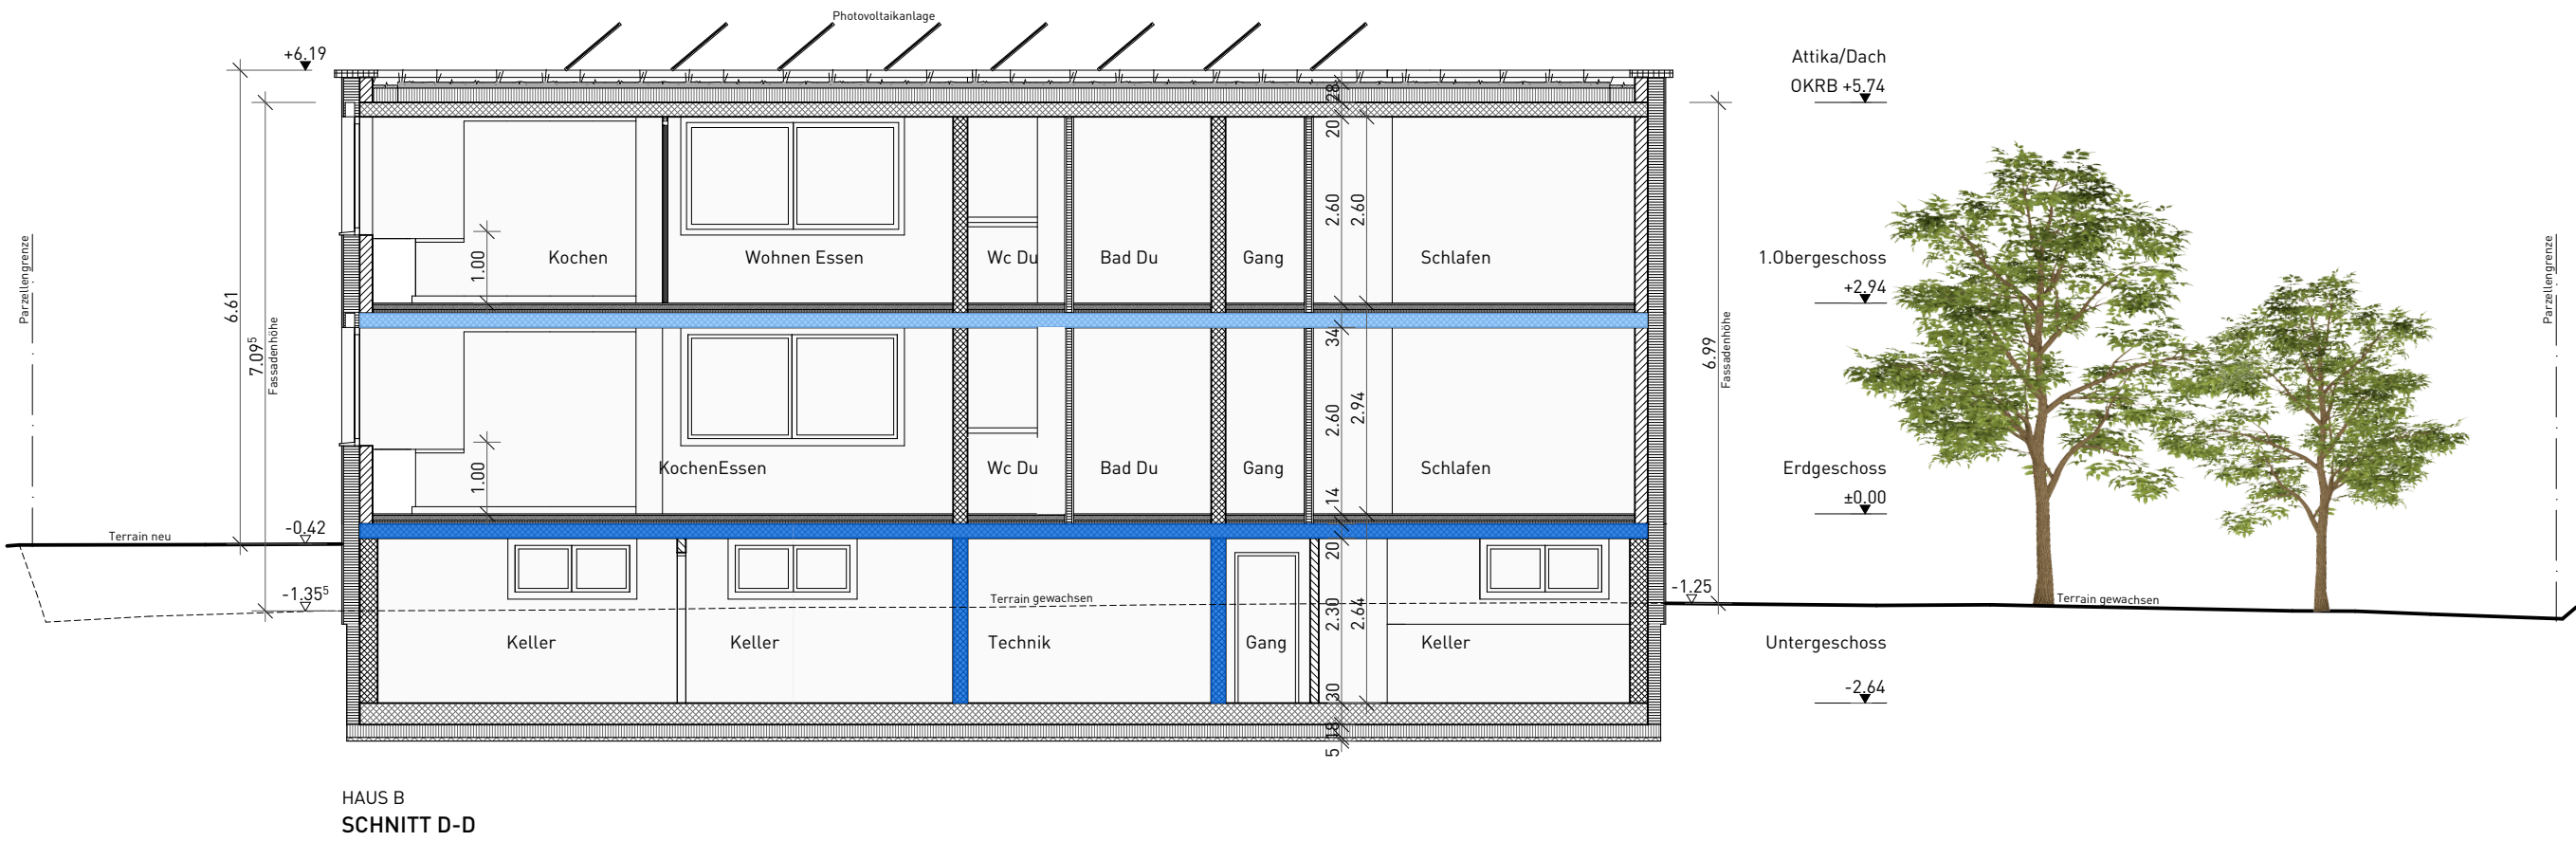 Photovoltaikanlage
+6.19
Attika/Dach
OKRB +5.74
28
20
2.60
2.60
Kochen
Wohnen Essen
Wc Du
Bad Du
Gang
Schlafen
1.00
1.Obergeschoss
+2.94
Parzellengrenze
Parzellengrenze
6.61
7.09⁵
Fassadenhöhe
6.99
Fassadenhöhe
34
2.60
2.94
KochenEssen
Wc Du
Bad Du
Gang
Schlafen
1.00
14
Erdgeschoss
±0.00
-0.42
Terrain neu
20
-1.35⁵
-1.25
Terrain gewachsen
Terrain gewachsen
2.30
2.64
Keller
Keller
Technik
Gang
Keller
Untergeschoss
-2.64
30
18
5
HAUS B
SCHNITT D-D